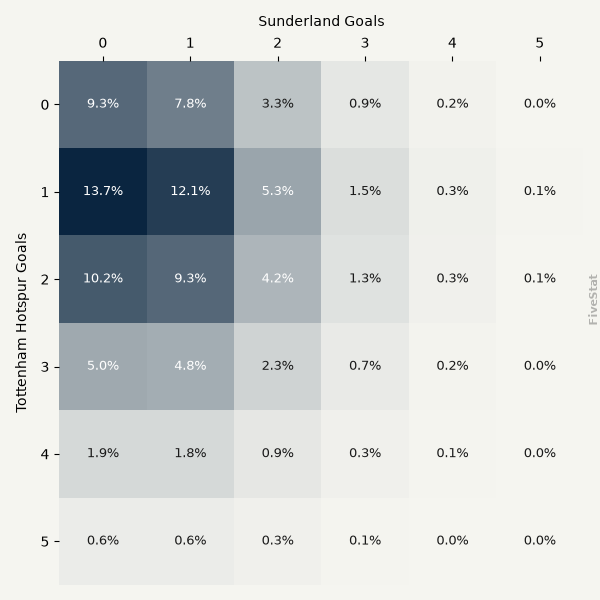 Sunderland Goals
0 1 2 3 4 5
Tottenham Hotspur Goals
0 9.3% 7.8% 3.3% 0.9% 0.2% 0.0%
1 13.7% 12.1% 5.3% 1.5% 0.3% 0.1%
2 10.2% 9.3% 4.2% 1.3% 0.3% 0.1%
3 5.0% 4.8% 2.3% 0.7% 0.2% 0.0%
4 1.9% 1.8% 0.9% 0.3% 0.1% 0.0%
5 0.6% 0.6% 0.3% 0.1% 0.0% 0.0%
FiveStat